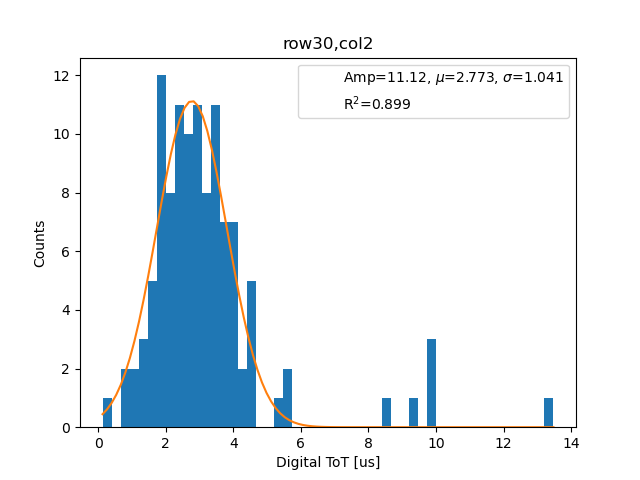 row30,col2
Amp=11.12, μ=2.773, σ=1.041
R²=0.899
Counts
12
10
8
6
4
2
0
0 2 4 6 8 10 12 14
Digital ToT [us]